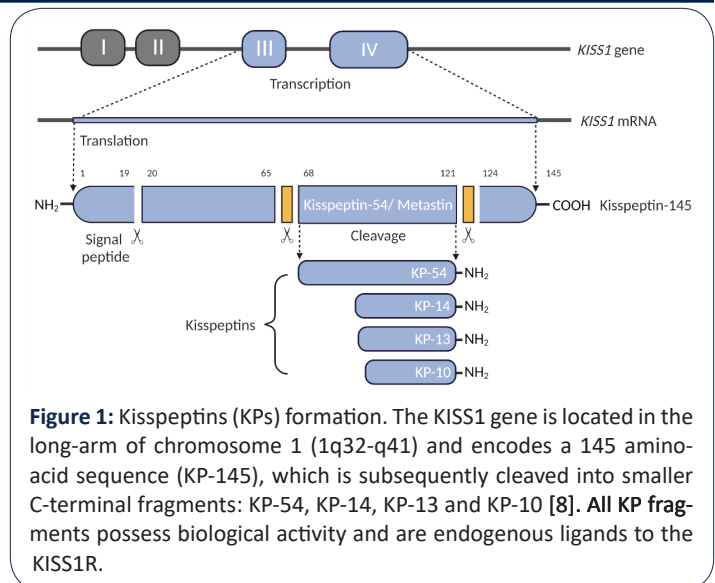 I II III IV KISS1 gene
Transcription
KISS1 mRNA
Translation
1 19 20 65 68 121 124 145
NH₂ Kisspeptin-54/ Metastin COOH Kisspeptin-145
Signal
peptide
Cleavage
KP-54 NH₂
KP-14 NH₂
Kisspeptins
KP-13 NH₂
KP-10 NH₂
Figure 1: Kisspeptins (KPs) formation. The KISS1 gene is located in the
long-arm of chromosome 1 (1q32-q41) and encodes a 145 amino-
acid sequence (KP-145), which is subsequently cleaved into smaller
C-terminal fragments: KP-54, KP-14, KP-13 and KP-10 [8]. All KP frag-
ments possess biological activity and are endogenous ligands to the
KISS1R.